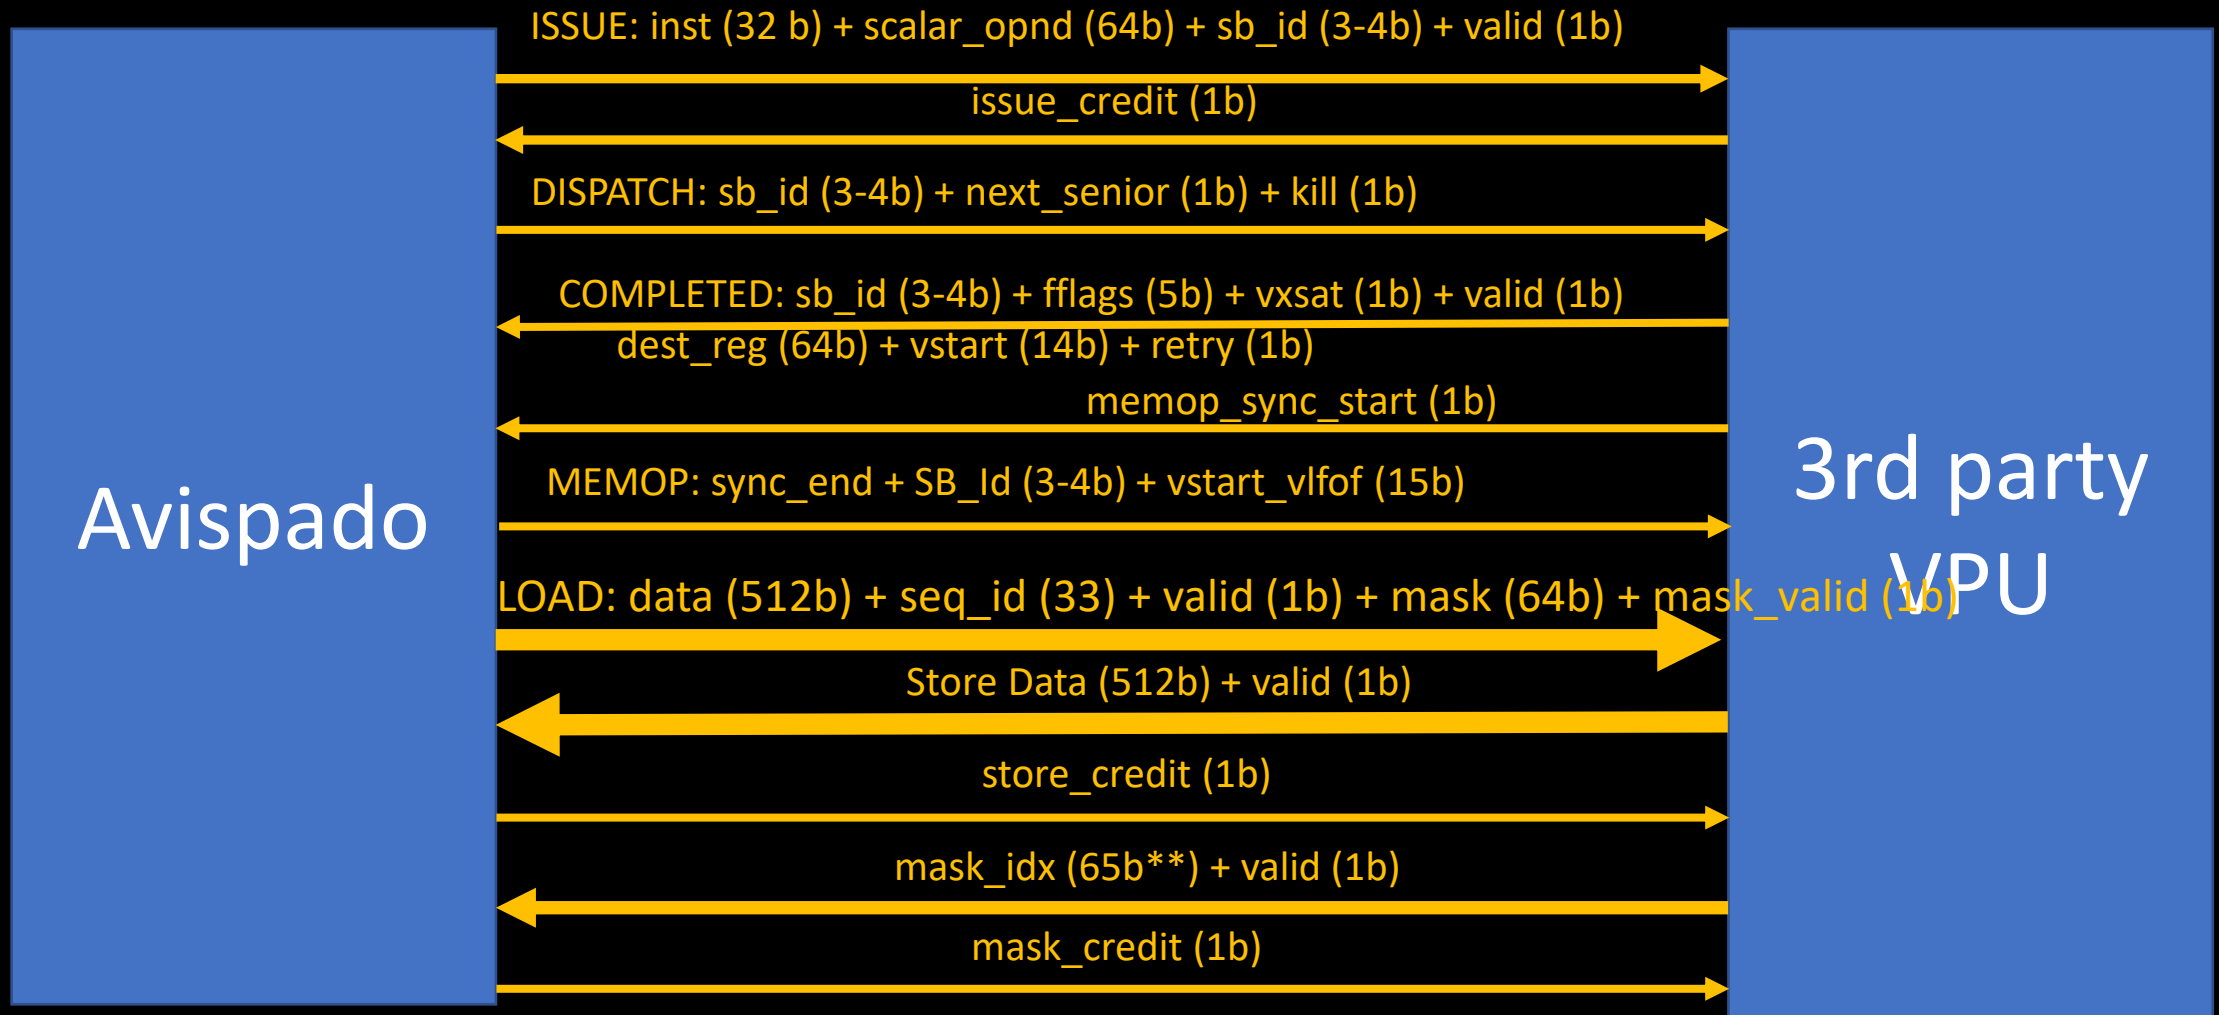 ISSUE: inst (32 b) + scalar_opnd (64b) + sb_id (3-4b) + valid (1b)
issue_credit (1b)
DISPATCH: sb_id (3-4b) + next_senior (1b) + kill (1b)
COMPLETED: sb_id (3-4b) + fflags (5b) + vxsat (1b) + valid (1b)
dest_reg (64b) + vstart (14b) + retry (1b)
memop_sync_start (1b)
MEMOP: sync_end + SB_Id (3-4b) + vstart_vlfof (15b)
Avispado
3rd party
VPU
LOAD: data (512b) + seq_id (33) + valid (1b) + mask (64b) + mask_valid (1b)
Store Data (512b) + valid (1b)
store_credit (1b)
mask_idx (65b**) + valid (1b)
mask_credit (1b)